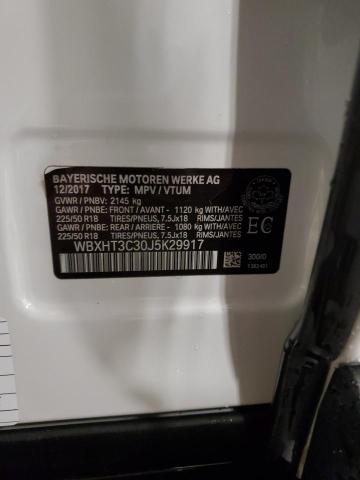 BAYERISCHE MOTOREN WERKE AG
12/2017 TYPE: MPV / VTUM
GVWR / PNBV: 2145 kg
GAWR / PNBE: FRONT / AVANT - 1120 kg WITH/AVEC
225/50 R18 TIRES/PNEUS, 7.5Jx18 RIMS/JANTES
GAWR / PNBE: REAR / ARRIERE - 1080 kg WITH/AVEC
225/50 R18 TIRES/PNEUS, 7.5Jx18 RIMS/JANTES
WBXHT3C30J5K29917
EC
300/0